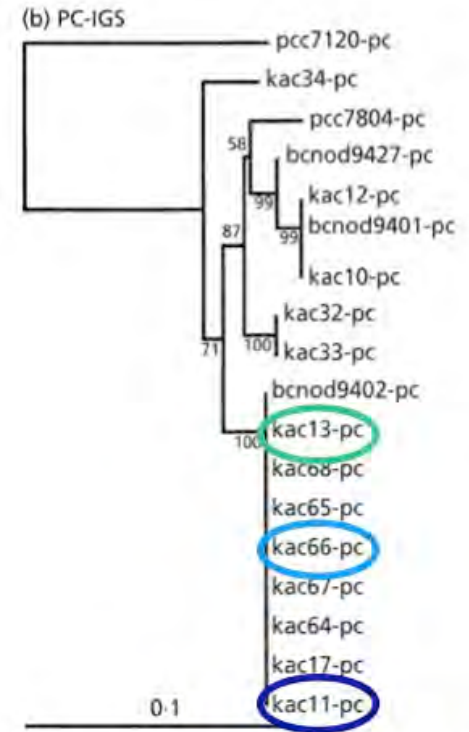 (b) PC-IGS
pcc7120-pc
kac34-pc
pcc7804-pc
58
bcnod9427-pc
99
kac12-pc
bcnod9401-pc
99
kac10-pc
87
kac32-pc
100
kac33-pc
71
bcnod9402-pc
kac13-pc
100
kac68-pc
kac65-pc
kac66-pc
kac67-pc
kac64-pc
kac17-pc
kac11-pc
0·1